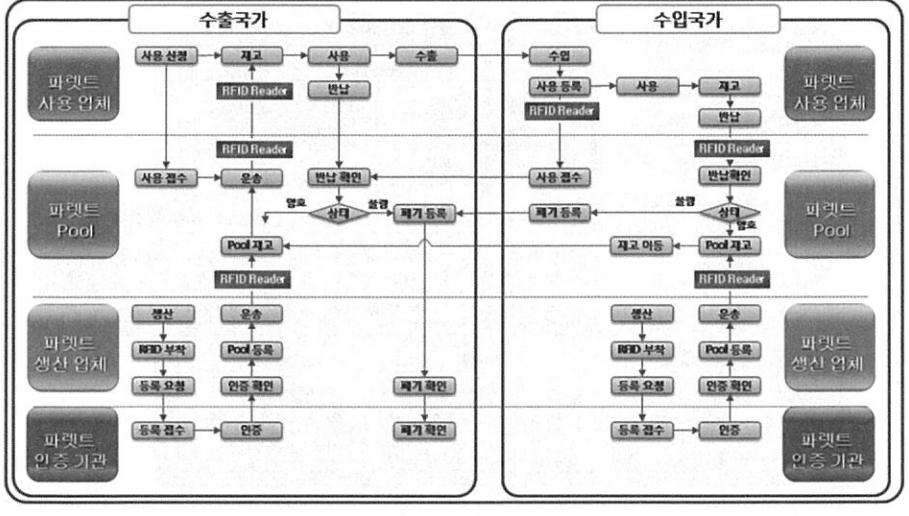 수출국가
수입국가
파렛트
사용 업체
사용 신청
재고
사용
수출
수입
파렛트
사용 업체
RFID Reader
반납
사용 등록
사용
재고
RFID Reader
반납
RFID Reader
RFID Reader
파렛트
Pool
사용 접수
운송
반납 확인
사용 접수
반납확인
파렛트
Pool
양호
상태
불량
폐기 등록
폐기 등록
불량
상태
양호
Pool 재고
재고 이동
Pool 재고
RFID Reader
RFID Reader
파렛트
생산 업체
생산
운송
생산
운송
파렛트
생산 업체
RFID 부착
Pool 등록
RFID 부착
Pool 등록
등록 요청
인증 확인
폐기 확인
등록 요청
인증 확인
파렛트
인증 기관
등록 접수
인증
폐기 확인
등록 접수
인증
파렛트
인증 기관